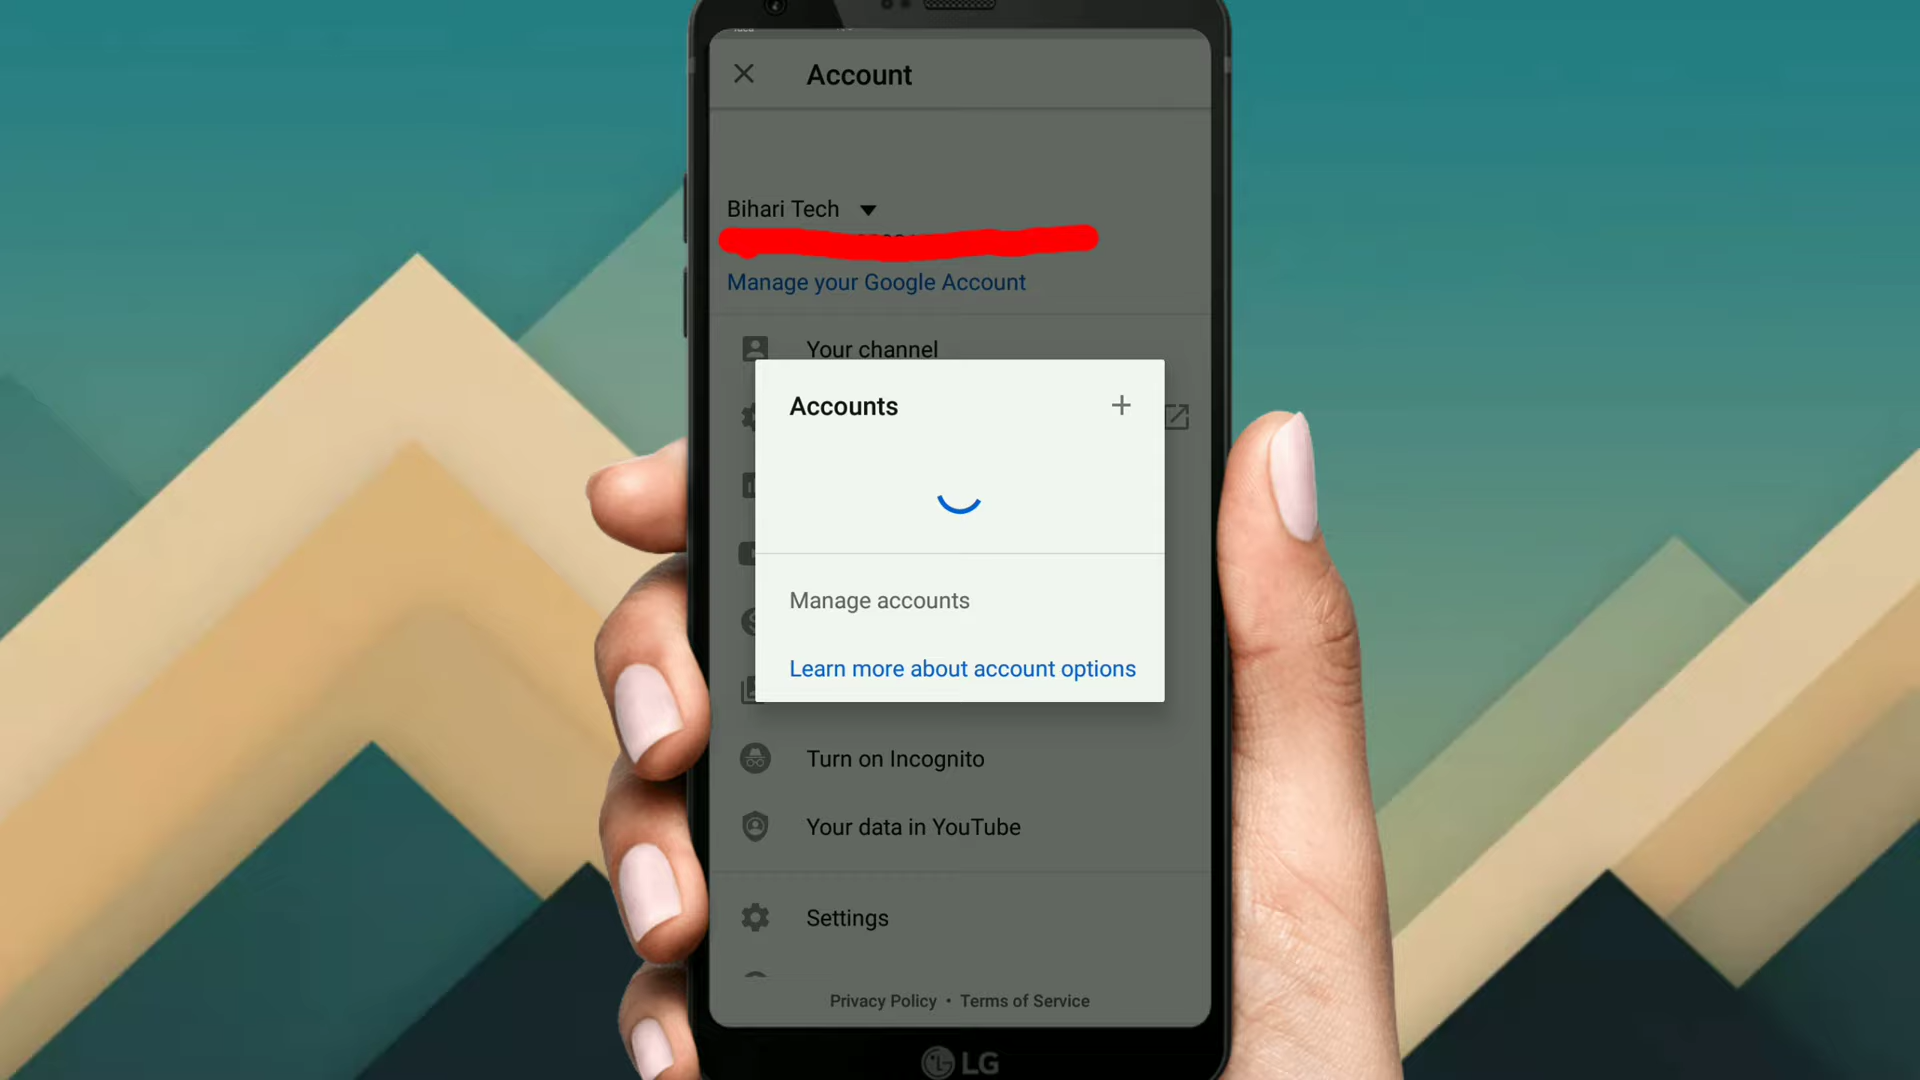 Account
Bihari Tech
Manage your Google Account
Your channel
Accounts
Manage accounts
Learn more about account options
Turn on Incognito
Your data in YouTube
Settings
Privacy Policy • Terms of Service
LG